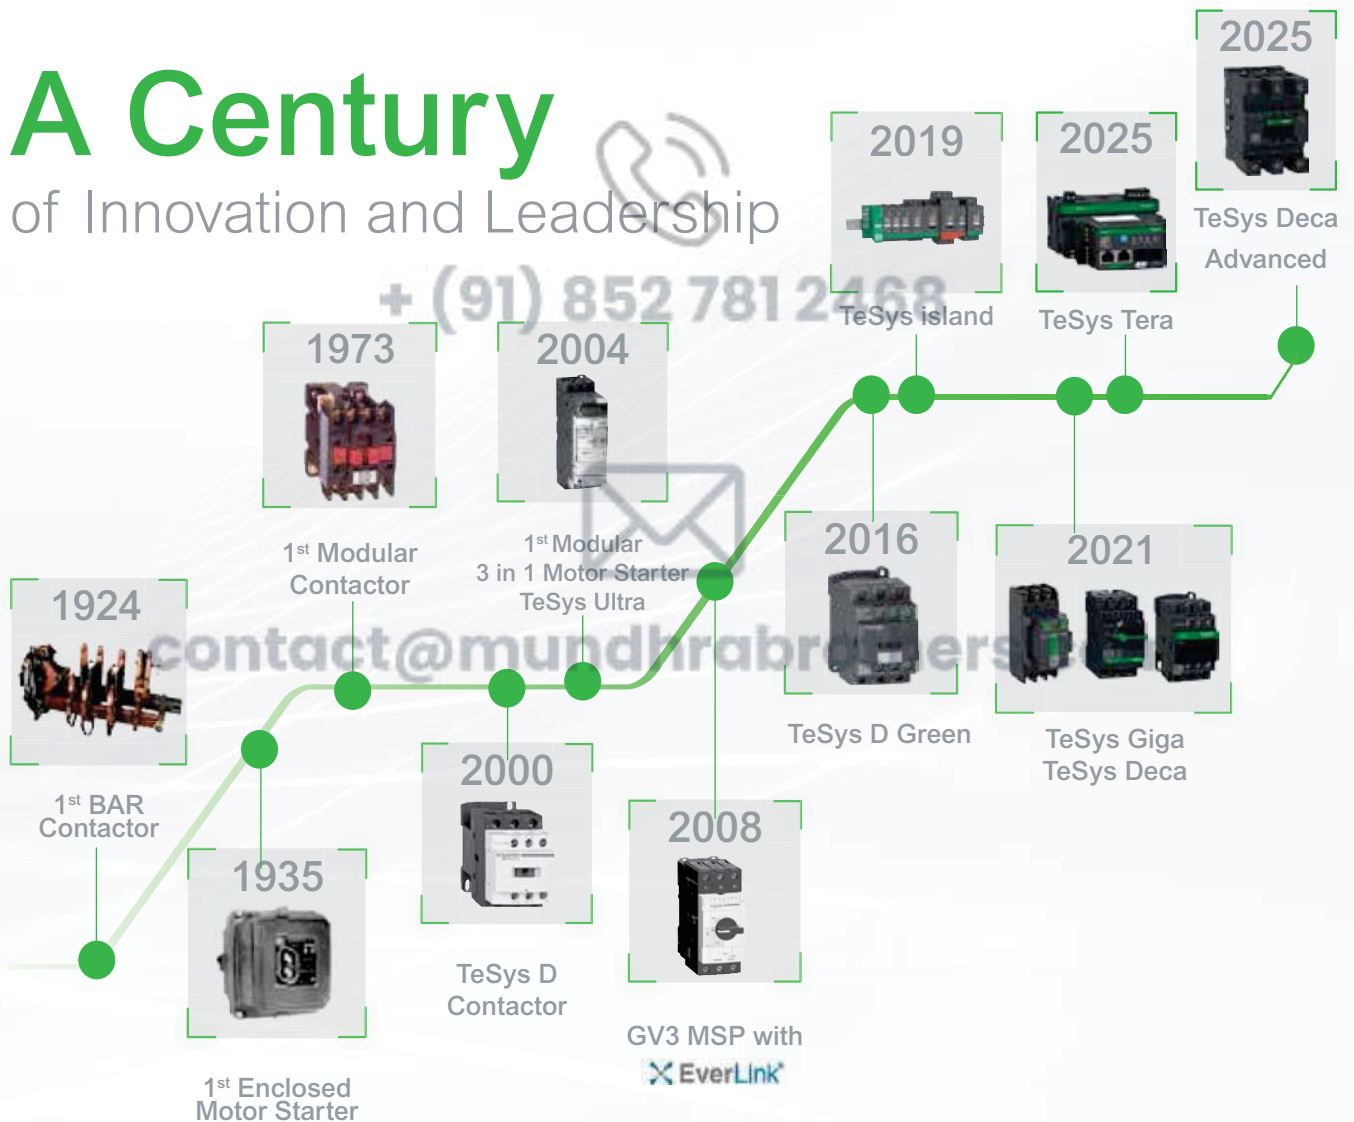 A Century
of Innovation and Leadership
+ (91) 852 781 2468
1924
1st BAR
Contactor
1935
1st Enclosed
Motor Starter
1973
1st Modular
Contactor
2000
TeSys D
Contactor
2004
1st Modular
3 in 1 Motor Starter
TeSys Ultra
2008
GV3 MSP with
EverLink
2016
TeSys D Green
2019
TeSys island
2021
TeSys Giga
TeSys Deca
2025
TeSys Tera
2025
TeSys Deca
Advanced